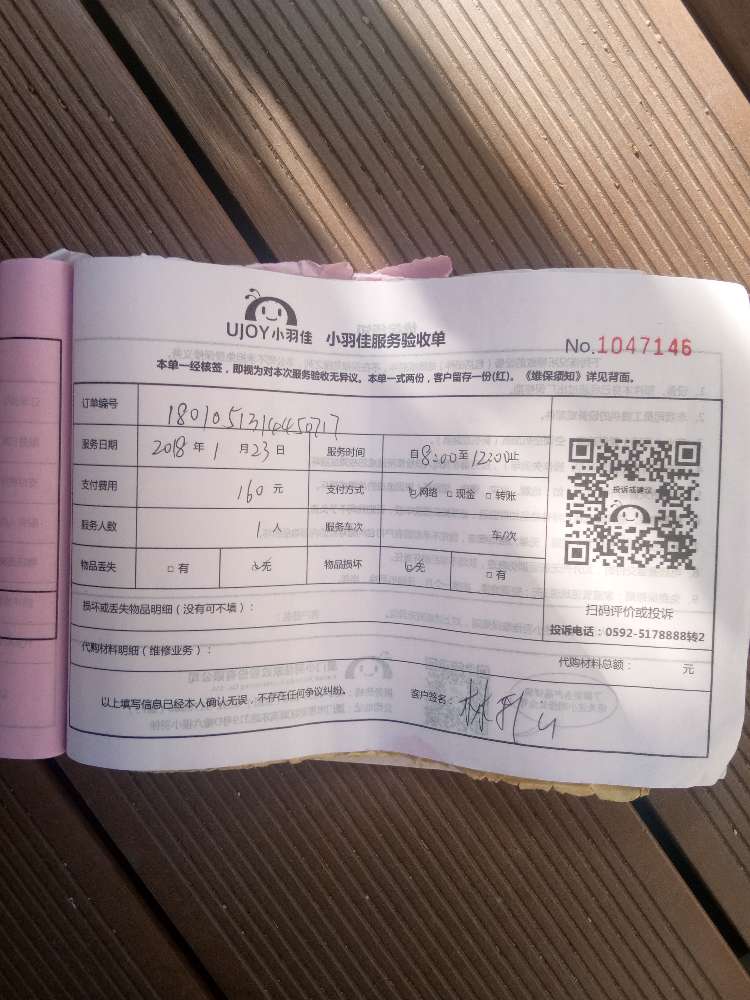 UJOY小羽佳 小羽佳服务验收单
No.1047146
本单一经核签，即视为对本次服务验收无异议。本单一式两份，客户留存一份(红)。《维保须知》详见背面。
订单编号
服务日期 2018 年 1 月 23 日 服务时间 自 8:00 至 12:00 止
支付费用 160 元 支付方式 ☑网络 □现金 □转账
服务人数 1 人 服务车次 车/次
物品丢失 □有 ☑无 物品损坏 ☑无 □有
投诉或建议
扫码评价或投诉
投诉电话：0592-5178888转2
损坏或丢失物品明细（没有可不填）：
代购材料明细（维修业务）： 代购材料总额： 元
以上填写信息已经本人确认无误，不存在任何争议纠纷。 客户签名：林